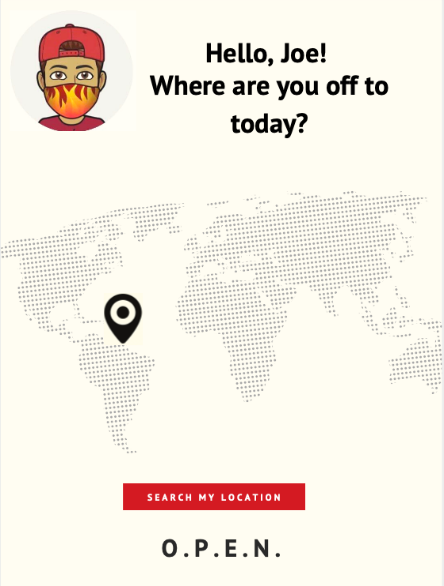 Hello, Joe!
Where are you off to
today?
SEARCH MY LOCATION
O.P.E.N.